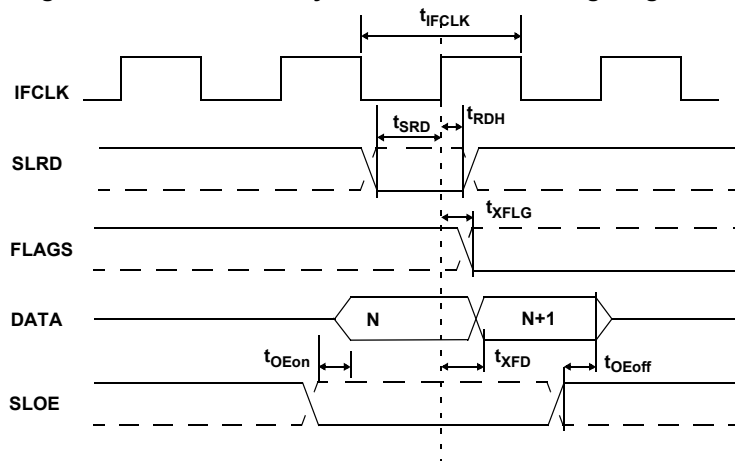 tIFCLK
IFCLK
tSRD
tRDH
SLRD
tXFLG
FLAGS
DATA
N
N+1
tOEon
tXFD
tOEoff
SLOE